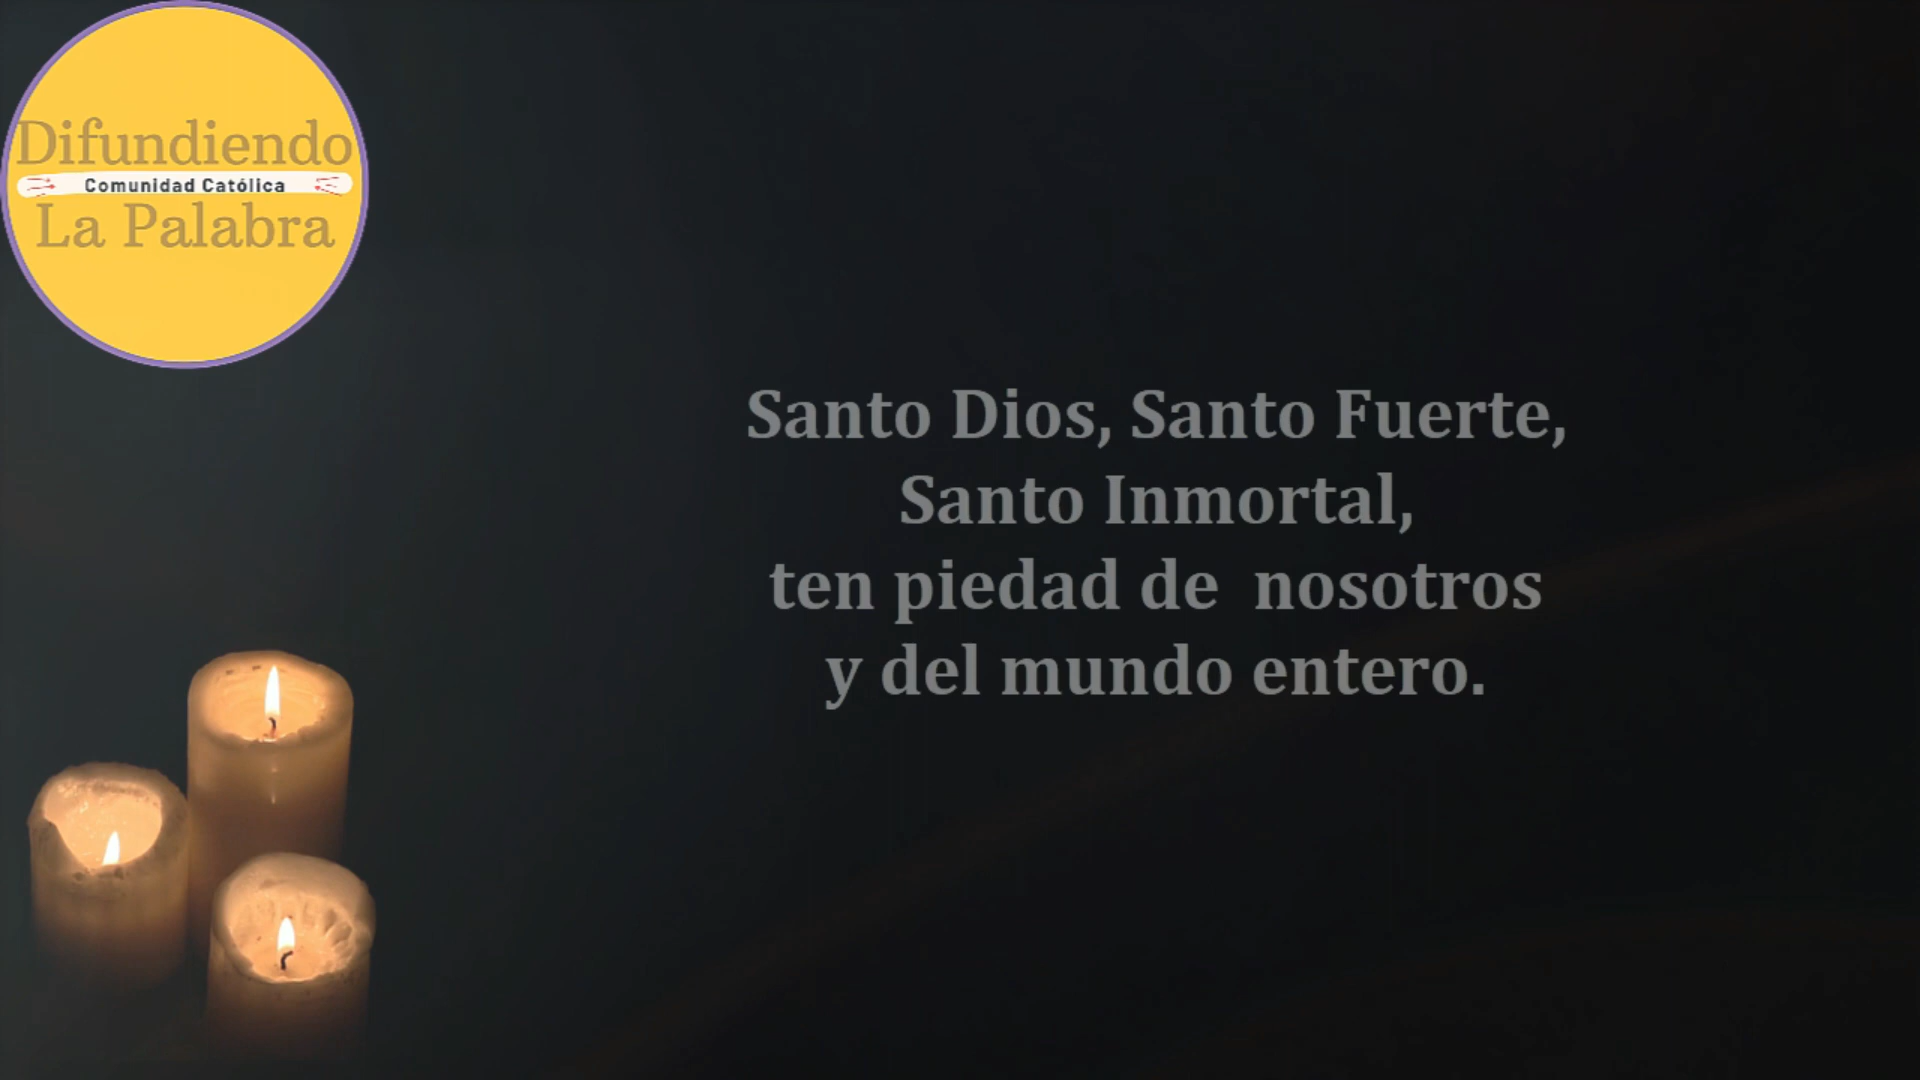 Difundiendo
Comunidad Católica
La Palabra
Santo Dios, Santo Fuerte,
Santo Inmortal,
ten piedad de  nosotros
y del mundo entero.